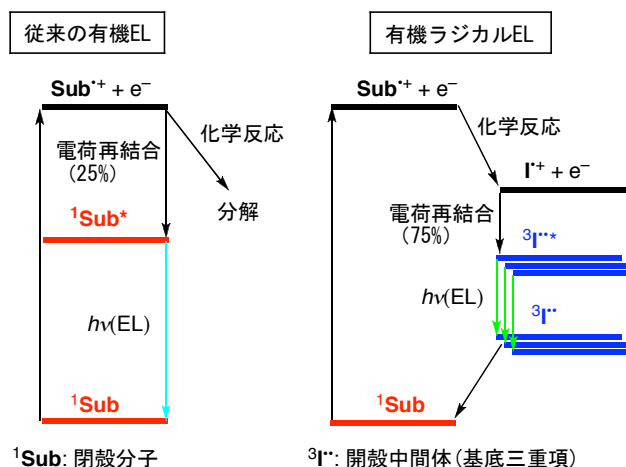 従来の有機EL
Sub•+ + e–
電荷再結合
(25%)
化学反応
分解
1Sub*
hν(EL)
1Sub
1Sub: 閉殻分子
有機ラジカルEL
Sub•+ + e–
化学反応
I•+ + e–
電荷再結合
(75%)
3I••*
hν(EL)
3I••
1Sub
3I••: 開殻中間体(基底三重項)